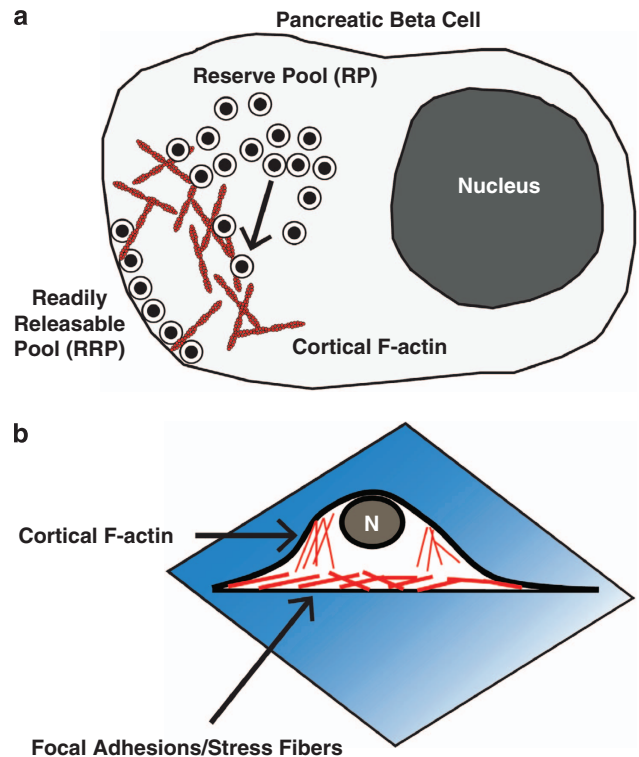 a
Pancreatic Beta Cell
Reserve Pool (RP)
Nucleus
Readily
Releasable
Pool (RRP)
Cortical F-actin
b
Cortical F-actin
N
Focal Adhesions/Stress Fibers